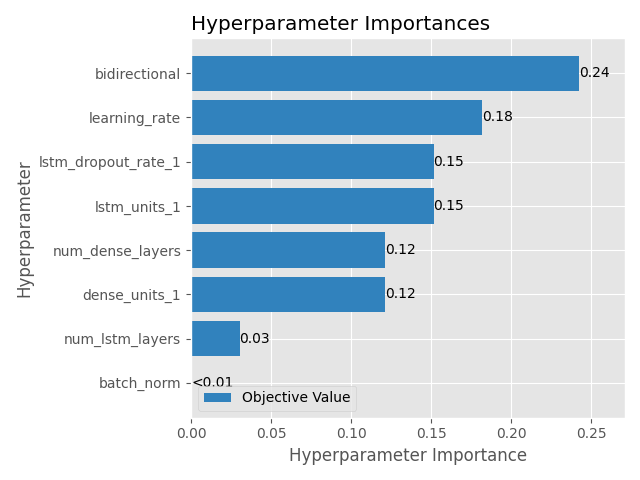 Hyperparameter Importances
bidirectional 0.24
learning_rate 0.18
lstm_dropout_rate_1 0.15
lstm_units_1 0.15
num_dense_layers 0.12
dense_units_1 0.12
num_lstm_layers 0.03
batch_norm <0.01
Objective Value
0.00 0.05 0.10 0.15 0.20 0.25
Hyperparameter Importance
Hyperparameter